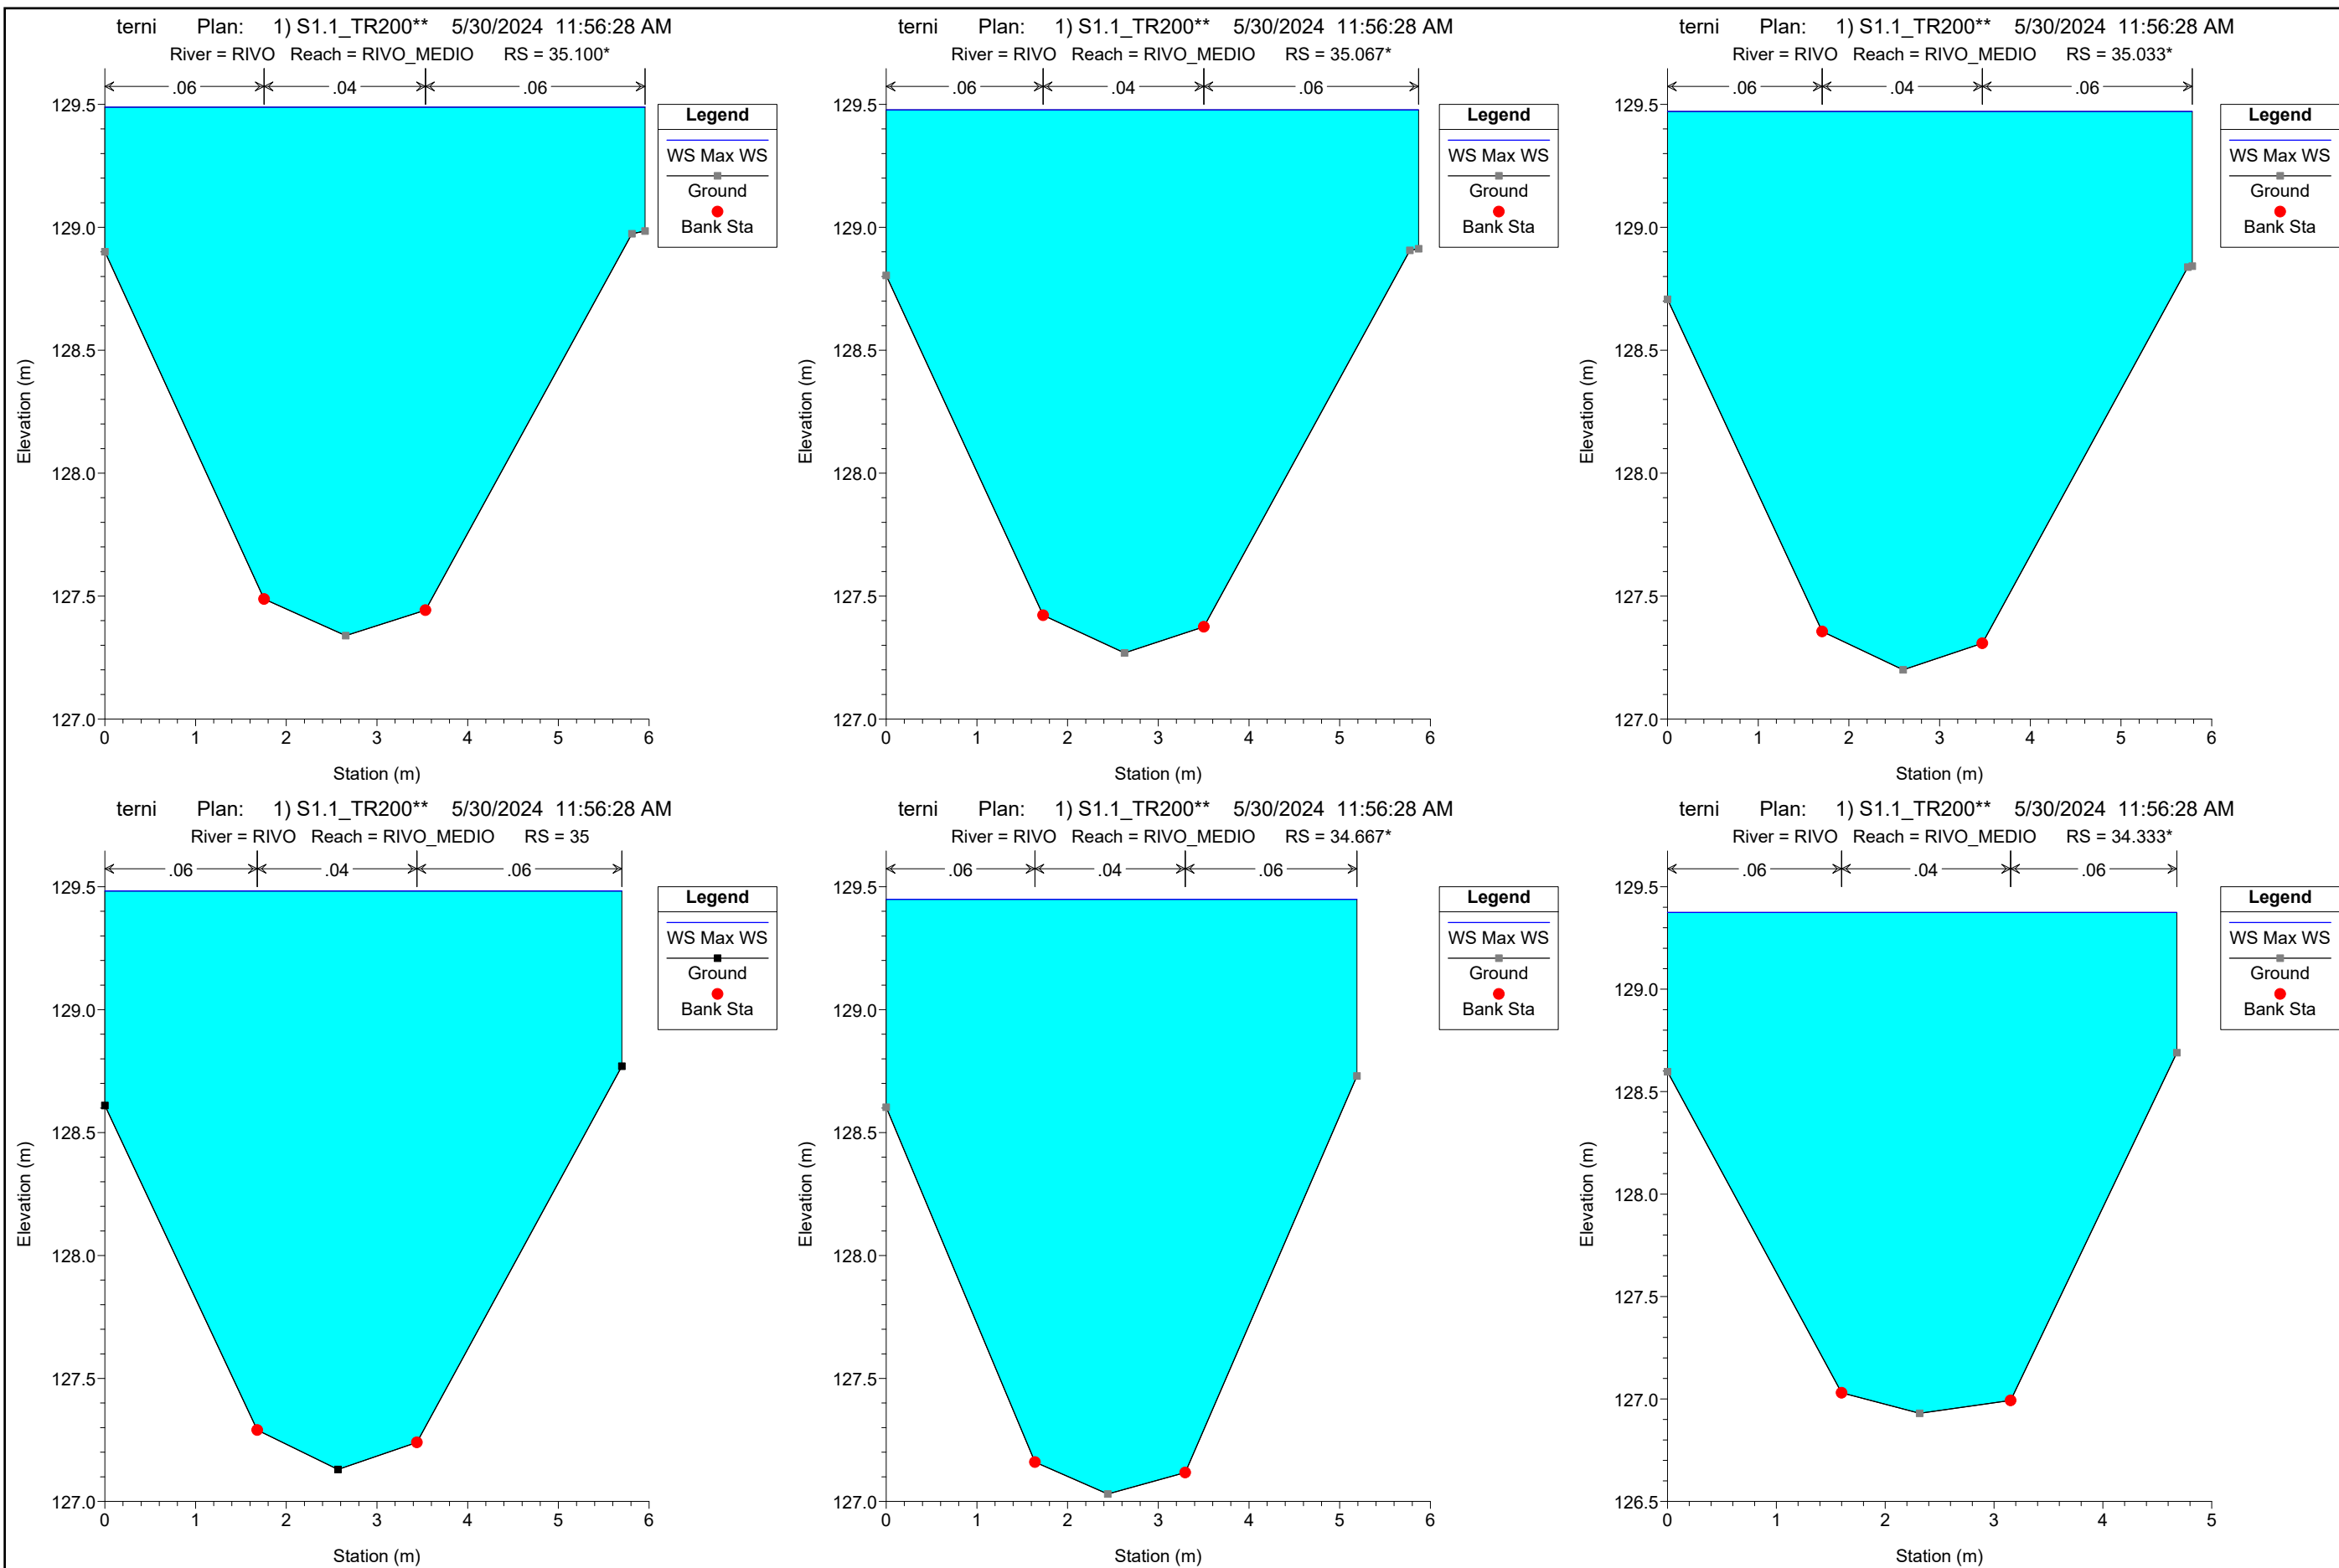 terni Plan: 1) S1.1_TR200** 5/30/2024 11:56:28 AM
River = RIVO Reach = RIVO_MEDIO RS = 35.100*
.06 .04 .06
129.5
129.0
128.5
128.0
127.5
127.0
0 1 2 3 4 5 6
Elevation (m)
Station (m)
Legend
WS Max WS
Ground
Bank Sta
terni Plan: 1) S1.1_TR200** 5/30/2024 11:56:28 AM
River = RIVO Reach = RIVO_MEDIO RS = 35.067*
.06 .04 .06
129.5
129.0
128.5
128.0
127.5
127.0
0 1 2 3 4 5 6
Elevation (m)
Station (m)
Legend
WS Max WS
Ground
Bank Sta
terni Plan: 1) S1.1_TR200** 5/30/2024 11:56:28 AM
River = RIVO Reach = RIVO_MEDIO RS = 35.033*
.06 .04 .06
129.5
129.0
128.5
128.0
127.5
127.0
0 1 2 3 4 5 6
Elevation (m)
Station (m)
Legend
WS Max WS
Ground
Bank Sta
terni Plan: 1) S1.1_TR200** 5/30/2024 11:56:28 AM
River = RIVO Reach = RIVO_MEDIO RS = 35
.06 .04 .06
129.5
129.0
128.5
128.0
127.5
127.0
0 1 2 3 4 5 6
Elevation (m)
Station (m)
Legend
WS Max WS
Ground
Bank Sta
terni Plan: 1) S1.1_TR200** 5/30/2024 11:56:28 AM
River = RIVO Reach = RIVO_MEDIO RS = 34.667*
.06 .04 .06
129.5
129.0
128.5
128.0
127.5
127.0
0 1 2 3 4 5 6
Elevation (m)
Station (m)
Legend
WS Max WS
Ground
Bank Sta
terni Plan: 1) S1.1_TR200** 5/30/2024 11:56:28 AM
River = RIVO Reach = RIVO_MEDIO RS = 34.333*
.06 .04 .06
129.5
129.0
128.5
128.0
127.5
127.0
126.5
0 1 2 3 4 5
Elevation (m)
Station (m)
Legend
WS Max WS
Ground
Bank Sta